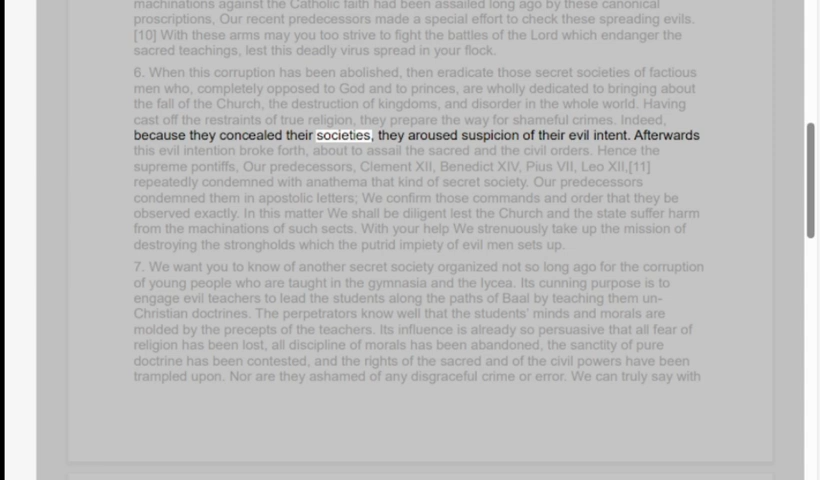 machinations against the Catholic faith had been assailed long ago by these canonical
proscriptions, Our recent predecessors made a special effort to check these spreading evils.
[10] With these arms may you too strive to fight the battles of the Lord which endanger the
sacred teachings, lest this deadly virus spread in your flock.
6. When this corruption has been abolished, then eradicate those secret societies of factious
men who, completely opposed to God and to princes, are wholly dedicated to bringing about
the fall of the Church, the destruction of kingdoms, and disorder in the whole world. Having
cast off the restraints of true religion, they prepare the way for shameful crimes. Indeed,
because they concealed their societies, they aroused suspicion of their evil intent. Afterwards
this evil intention broke forth, about to assail the sacred and the civil orders. Hence the
supreme pontiffs, Our predecessors, Clement XII, Benedict XIV, Pius VII, Leo XII,[11]
repeatedly condemned with anathema that kind of secret society. Our predecessors
condemned them in apostolic letters; We confirm those commands and order that they be
observed exactly. In this matter We shall be diligent lest the Church and the state suffer harm
from the machinations of such sects. With your help We strenuously take up the mission of
destroying the strongholds which the putrid impiety of evil men sets up.
7. We want you to know of another secret society organized not so long ago for the corruption
of young people who are taught in the gymnasia and the lycea. Its cunning purpose is to
engage evil teachers to lead the students along the paths of Baal by teaching them un-
Christian doctrines. The perpetrators know well that the students' minds and morals are
molded by the precepts of the teachers. Its influence is already so persuasive that all fear of
religion has been lost, all discipline of morals has been abandoned, the sanctity of pure
doctrine has been contested, and the rights of the sacred and of the civil powers have been
trampled upon. Nor are they ashamed of any disgraceful crime or error. We can truly say with